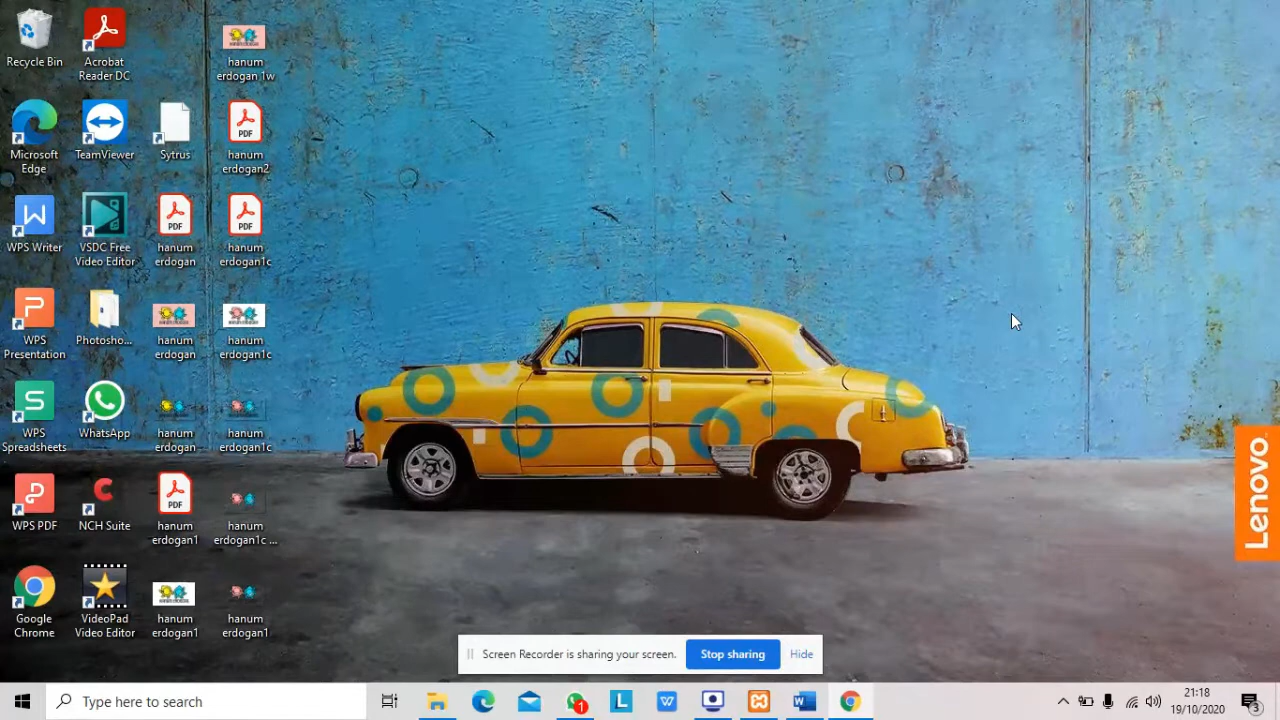 Recycle Bin
Acrobat
Reader DC
hanum
erdogan 1w
Microsoft
Edge
TeamViewer
Sytrus
PDF
hanum
erdogan2
WPS Writer
VSDC Free
Video Editor
PDF
hanum
erdogan
PDF
hanum
erdogan1c
WPS
Presentation
Photosho...
hanum
erdogan
hanum
erdogan1c
WPS
Spreadsheets
WhatsApp
hanum
erdogan
hanum
erdogan1c
WPS PDF
NCH Suite
PDF
hanum
erdogan1
hanum
erdogan1c ...
Google
Chrome
VideoPad
Video Editor
hanum
erdogan1
hanum
erdogan1
Lenovo
Screen Recorder is sharing your screen.
Stop sharing
Hide
Type here to search
1
21:18
19/10/2020
3